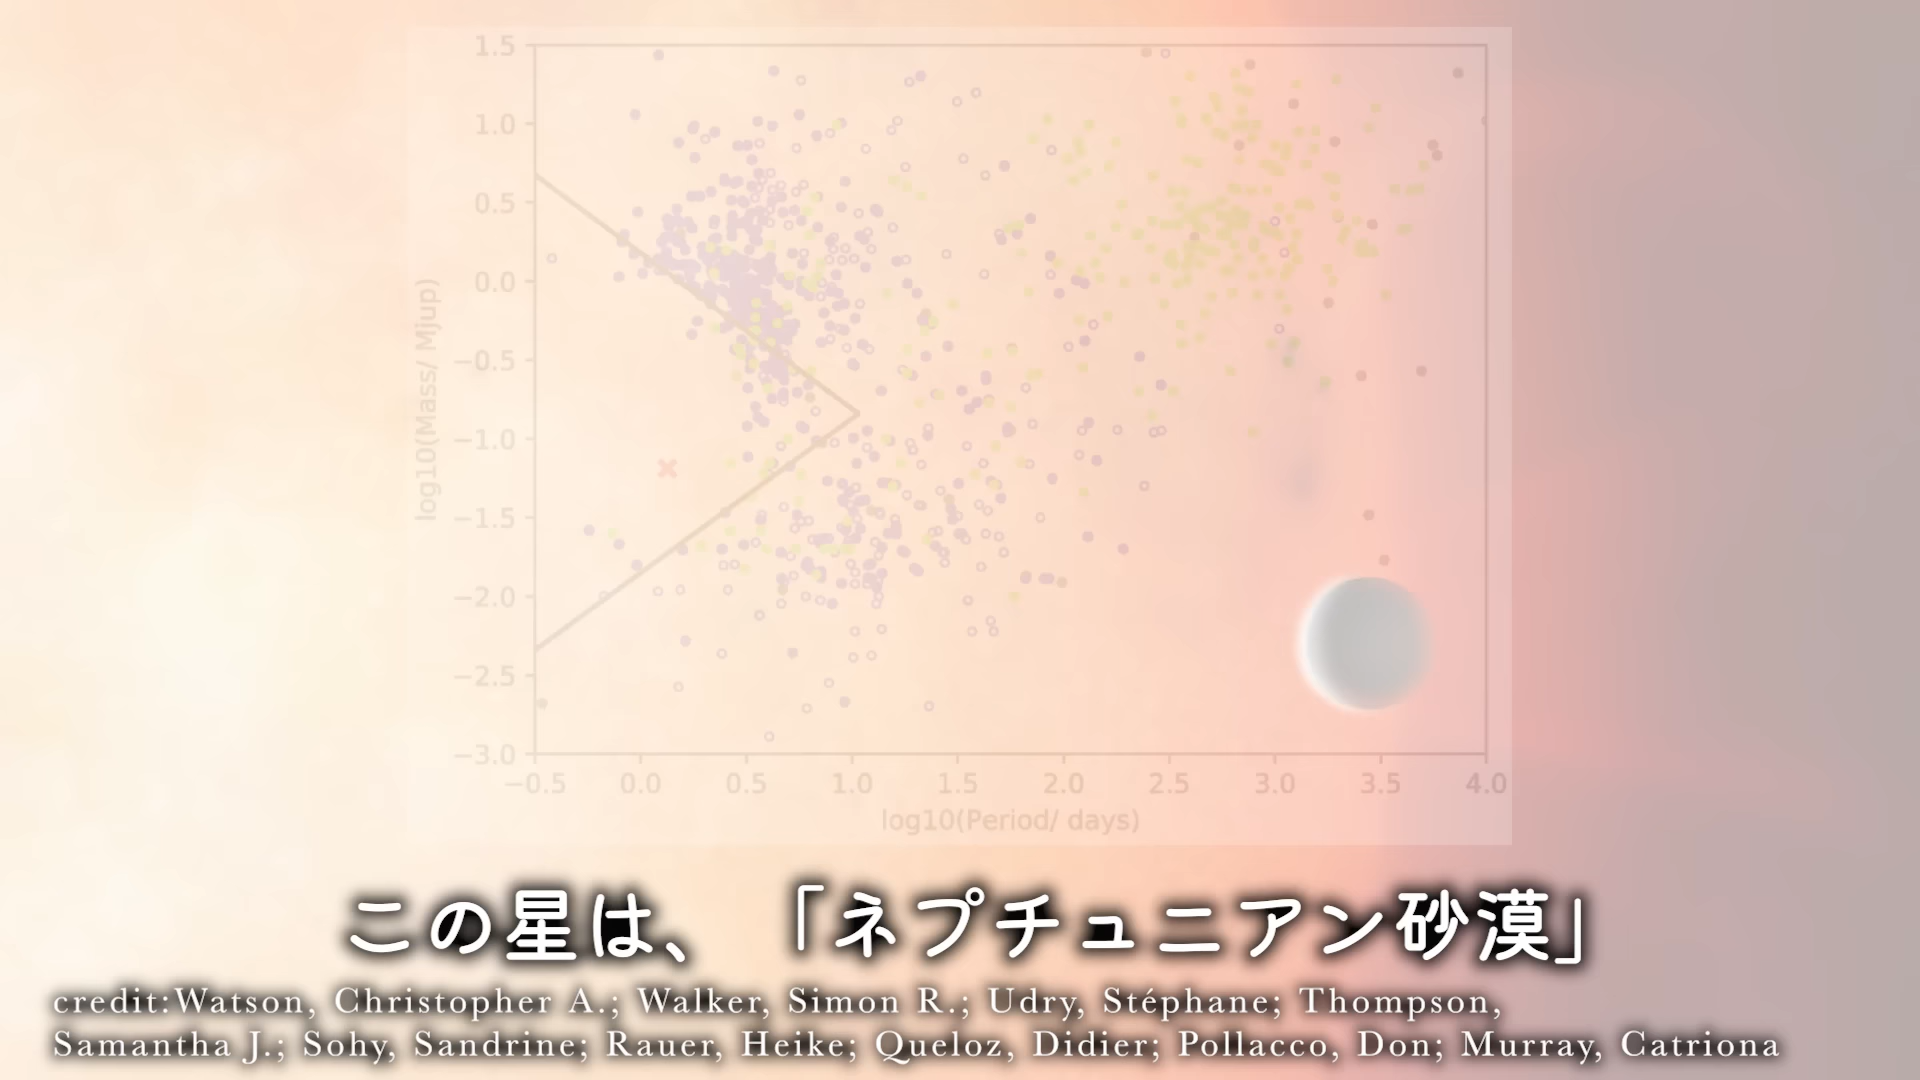 1.5
1.0
0.5
0.0
−0.5
−1.0
−1.5
−2.0
−2.5
−3.0
log10(Mass/ Mjup)
−0.5 0.0 0.5 1.0 1.5 2.0 2.5 3.0 3.5 4.0
log10(Period/ days)
この星は、「ネプチュニアン砂漠」
credit:Watson, Christopher A.; Walker, Simon R.; Udry, Stéphane; Thompson,
Samantha J.; Sohy, Sandrine; Rauer, Heike; Queloz, Didier; Pollacco, Don; Murray, Catriona